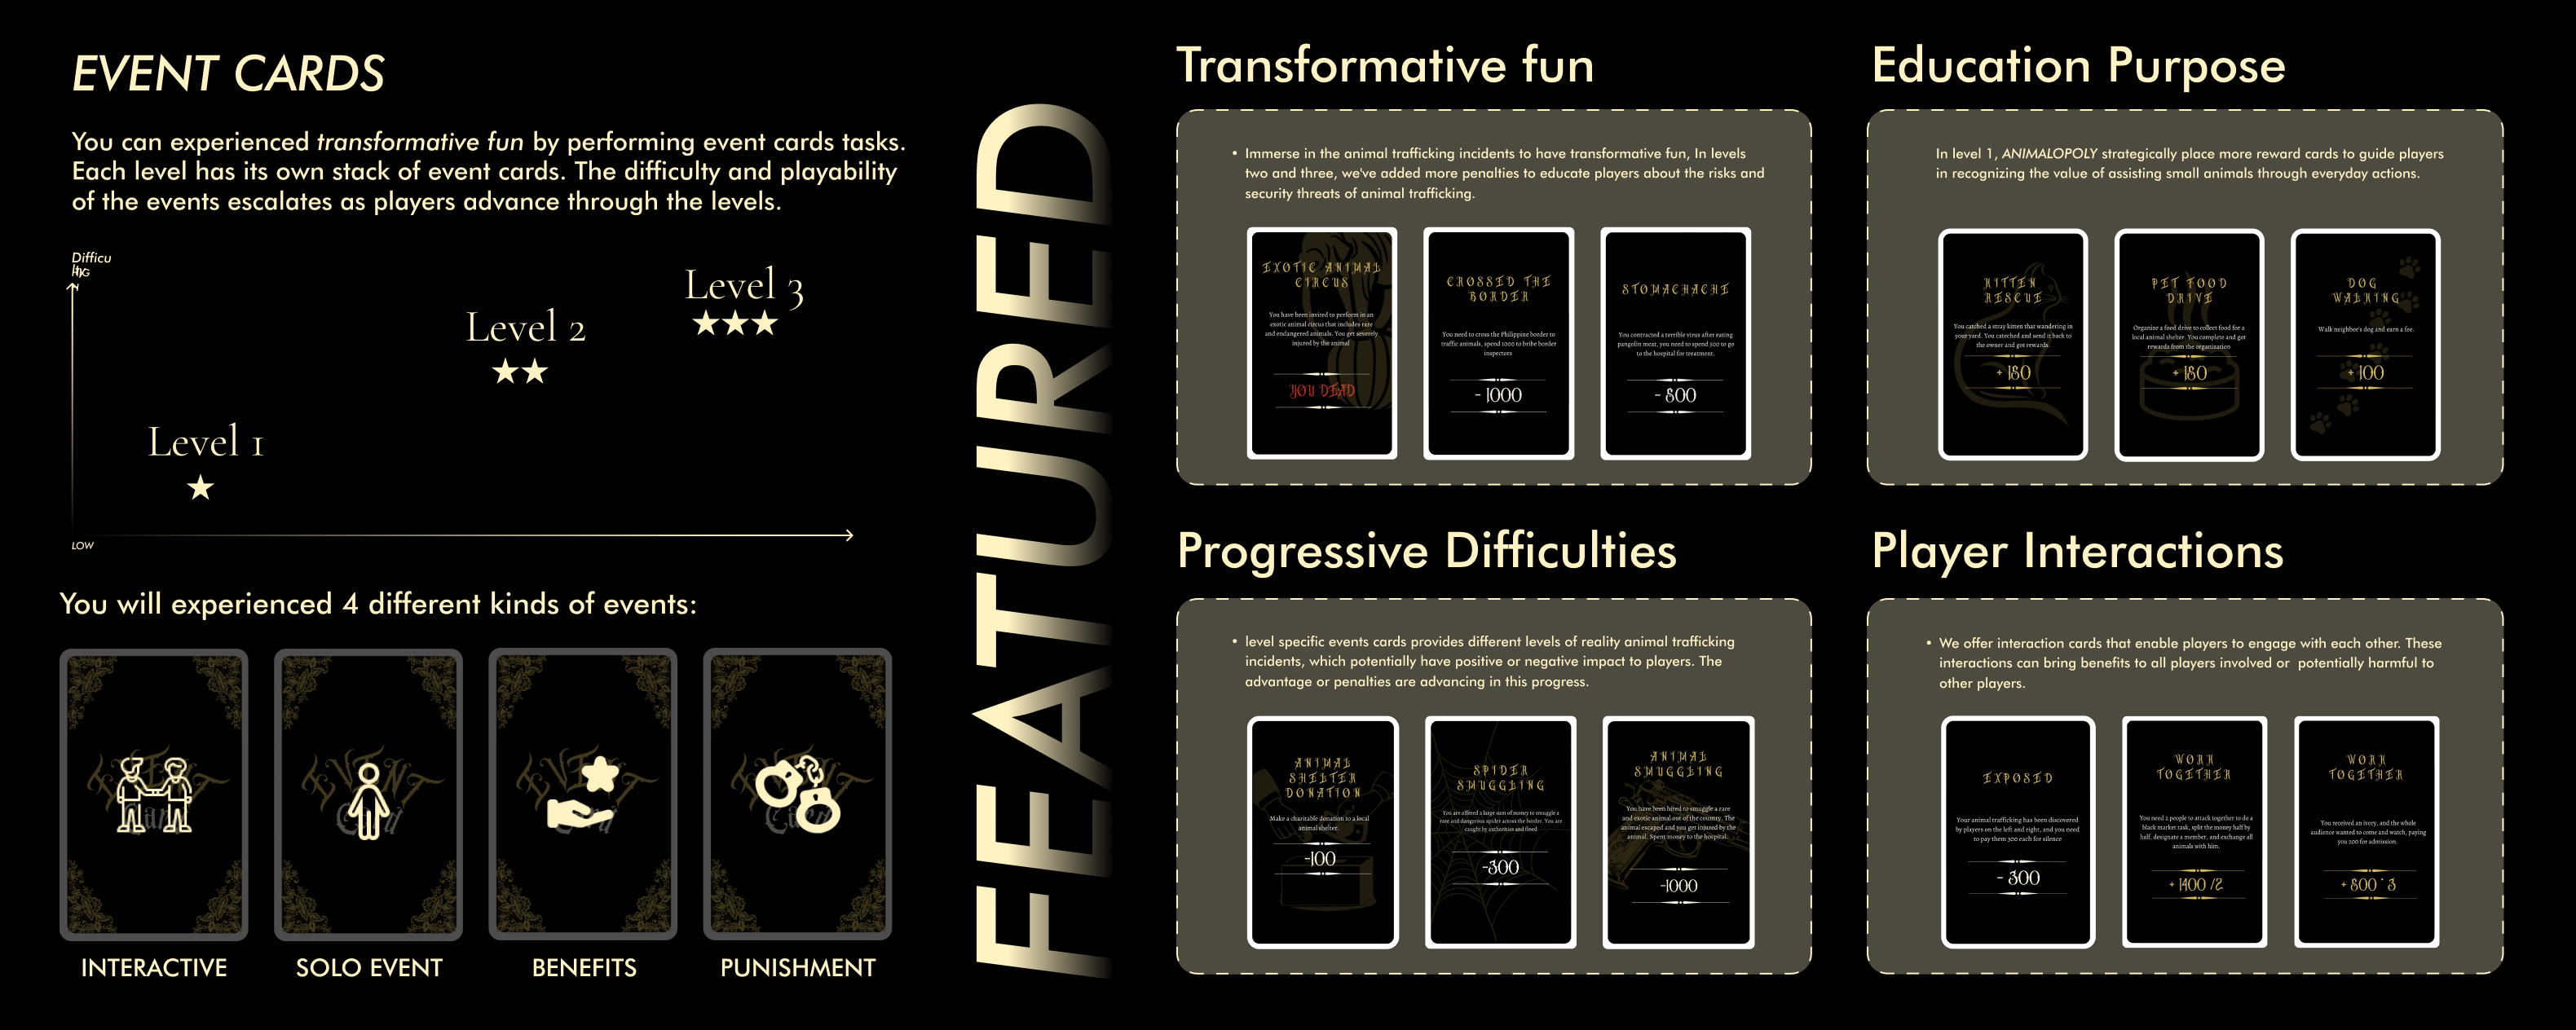 EVENT CARDS
You can experienced transformative fun by performing event cards tasks.
Each level has its own stack of event cards. The difficulty and playability
of the events escalates as players advance through the levels.
Difficu
lty
HIG
H
Level 1
Level 2
Level 3
LOW
You will experienced 4 different kinds of events:
EVENT
Card
INTERACTIVE
EVENT
Card
SOLO EVENT
EVENT
Card
BENEFITS
EVENT
Card
PUNISHMENT
FEATURED
Transformative fun
• Immerse in the animal trafficking incidents to have transformative fun, In levels
two and three, we've added more penalties to educate players about the risks and
security threats of animal trafficking.
EXOTIC ANIMAL
CIRCUS
You have been invited to perform in an
exotic animal circus that includes rare
and endangered animals. You get severely
injured by the animal
YOU DEAD
CROSSED THE
BORDER
You need to cross the Philippine border to
traffic animals, spend 1000 to bribe border
inspectors
- 1000
STOMACHACHE
You contracted a terrible virus after eating
pangolin meat, you need to spend 500 to go
to the hospital for treatment.
- 500
Education Purpose
In level 1, ANIMALOPOLY strategically place more reward cards to guide players
in recognizing the value of assisting small animals through everyday actions.
KITTEN
RESCUE
You catched a stray kitten that wandering in
your yard. You catched and send it back to
the owner and got rewards.
+ 150
PET FOOD
DRIVE
Organize a food drive to collect food for a
local animal shelter. You complete and got
rewards from the organization
+ 150
DOG
WALKING
Walk neighbor's dog and earn a fee.
+ 100
Progressive Difficulties
• level specific events cards provides different levels of reality animal trafficking
incidents, which potentially have positive or negative impact to players. The
advantage or penalties are advancing in this progress.
ANIMAL
SHELTER
DONATION
Make a charitable donation to a local
animal shelter.
-100
SPIDER
SMUGGLING
You are offered a large sum of money to smuggle a
rare and dangerous spider across the border. You are
caught by authorities and fined
-300
ANIMAL
SMUGGLING
You have been hired to smuggle a rare
and exotic animal out of the country. The
animal escaped and you get injured by the
animal. Spent money to the hospital.
-1000
Player Interactions
• We offer interaction cards that enable players to engage with each other. These
interactions can bring benefits to all players involved or potentially harmful to
other players.
EXPOSED
Your animal trafficking has been discovered
by players on the left and right, and you need
to pay them 300 each for silence
- 300
WORK
TOGETHER
You need 2 people to attack together to do a
black market task, split the money half by
half, designate a member, and exchange all
animals with him.
+ 1400 /2
WORK
TOGETHER
You received an ivory, and the whole
audience wanted to come and watch, paying
you 200 for admission.
+ 500 * 3